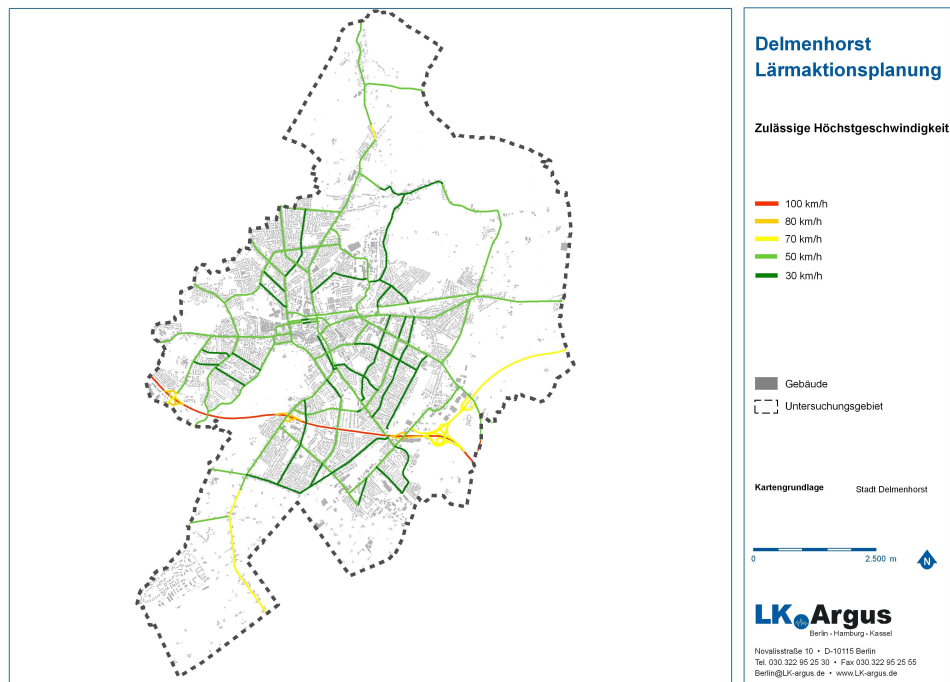 Delmenhorst
Lärmaktionsplanung
Zulässige Höchstgeschwindigkeit
100 km/h
80 km/h
70 km/h
50 km/h
30 km/h
Gebäude
Untersuchungsgebiet
Kartengrundlage Stadt Delmenhorst
0 2.500 m
N
LK Argus
Berlin - Hamburg - Kassel
Novalisstraße 10 • D-10115 Berlin
Tel. 030.322 95 25 30 • Fax 030.322 95 25 55
Berlin@LK-argus.de • www.LK-argus.de